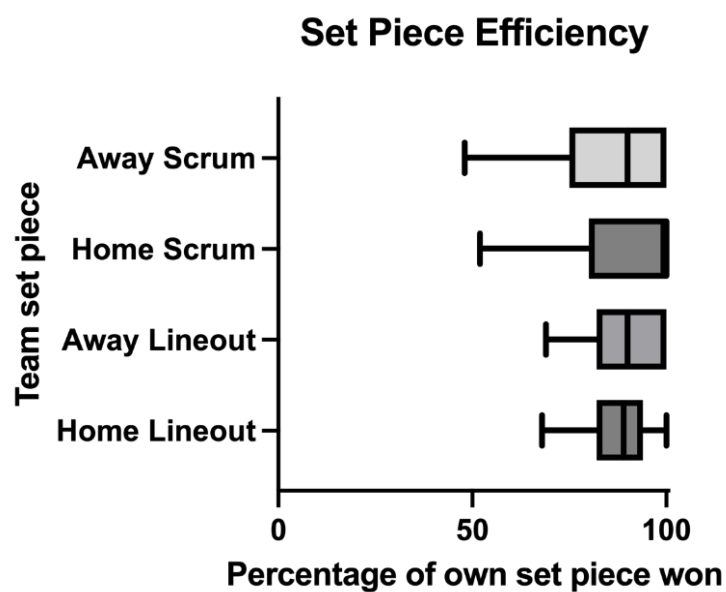 Set Piece Efficiency
Team set piece
Away Scrum
Home Scrum
Away Lineout
Home Lineout
0 50 100
Percentage of own set piece won